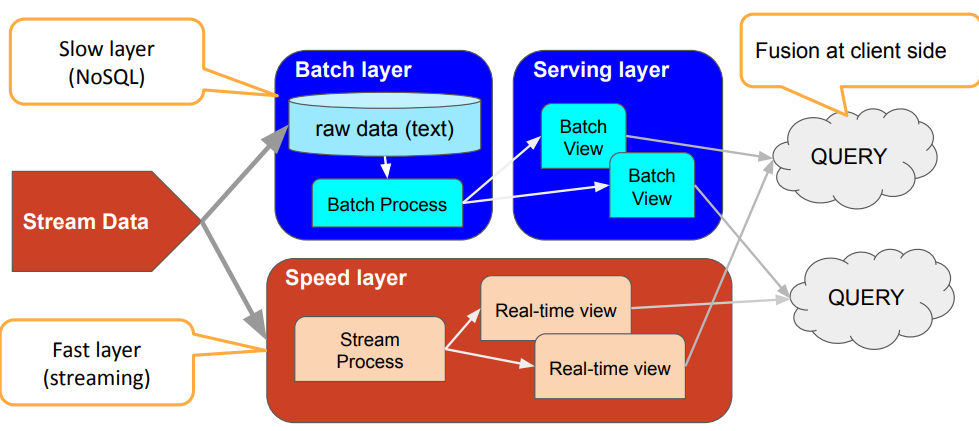 Slow layer
(NoSQL)
Batch layer
raw data (text)
Batch Process
Serving layer
Batch
View
Batch
View
Fusion at client side
QUERY
Stream Data
QUERY
Speed layer
Stream
Process
Real-time view
Real-time view
Fast layer
(streaming)